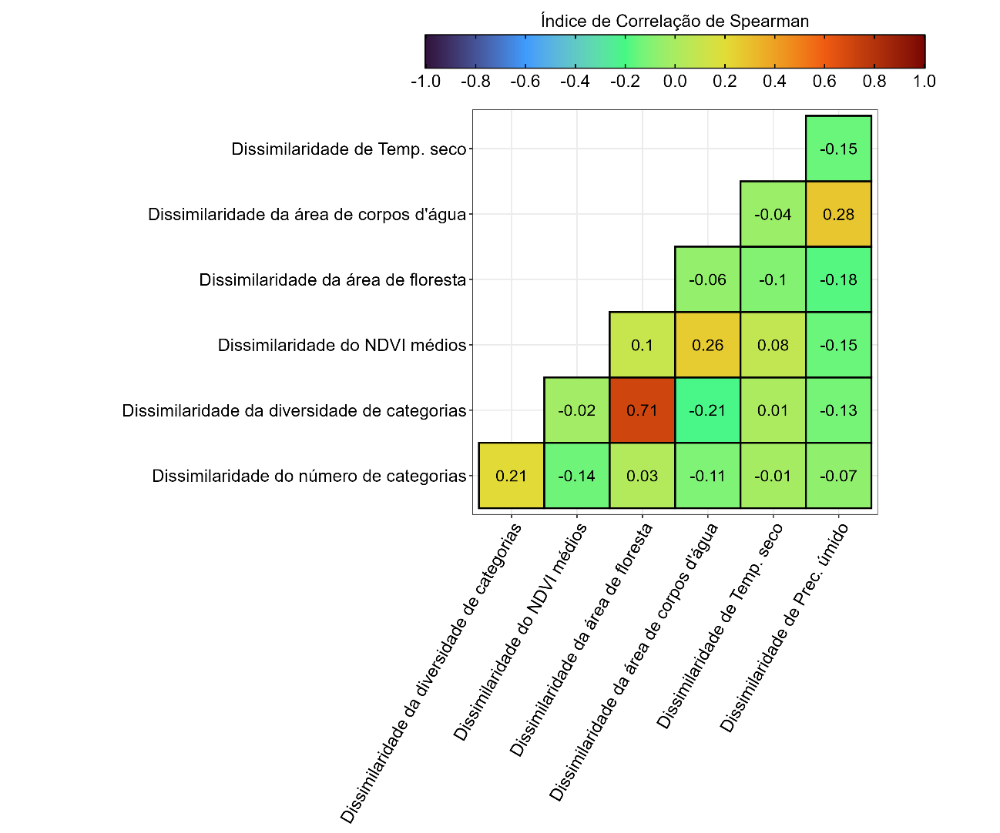 Índice de Correlação de Spearman
-1.0 -0.8 -0.6 -0.4 -0.2 0.0 0.2 0.4 0.6 0.8 1.0
Dissimilaridade de Temp. seco -0.15
Dissimilaridade da área de corpos d'água -0.04 0.28
Dissimilaridade da área de floresta -0.06 -0.1 -0.18
Dissimilaridade do NDVI médios 0.1 0.26 0.08 -0.15
Dissimilaridade da diversidade de categorias -0.02 0.71 -0.21 0.01 -0.13
Dissimilaridade do número de categorias 0.21 -0.14 0.03 -0.11 -0.01 -0.07
Dissimilaridade da diversidade de categorias
Dissimilaridade do NDVI médios
Dissimilaridade da área de floresta
Dissimilaridade da área de corpos d'água
Dissimilaridade de Temp. seco
Dissimilaridade de Prec. úmido